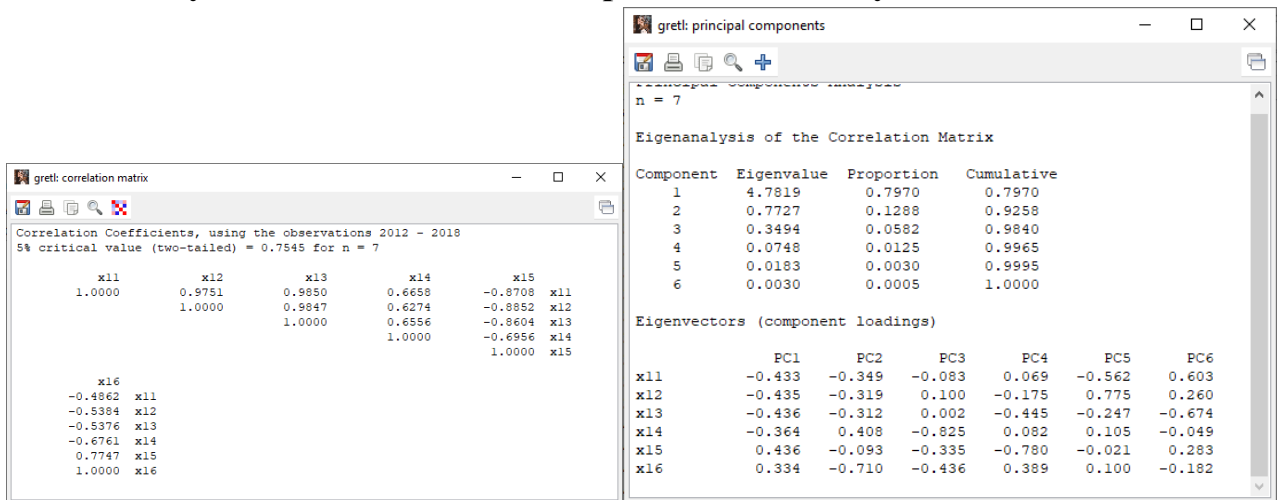 gretl: correlation matrix
Correlation Coefficients, using the observations 2012 - 2018
5% critical value (two-tailed) = 0.7545 for n = 7
x11 x12 x13 x14 x15
1.0000 0.9751 0.9850 0.6658 -0.8708 x11
1.0000 0.9847 0.6274 -0.8852 x12
1.0000 0.6556 -0.8604 x13
1.0000 -0.6956 x14
1.0000 x15
x16
-0.4862 x11
-0.5384 x12
-0.5376 x13
-0.6761 x14
0.7747 x15
1.0000 x16
gretl: principal components
Principal Components Analysis
n = 7
Eigenanalysis of the Correlation Matrix
Component Eigenvalue Proportion Cumulative
1 4.7819 0.7970 0.7970
2 0.7727 0.1288 0.9258
3 0.3494 0.0582 0.9840
4 0.0748 0.0125 0.9965
5 0.0183 0.0030 0.9995
6 0.0030 0.0005 1.0000
Eigenvectors (component loadings)
PC1 PC2 PC3 PC4 PC5 PC6
x11 -0.433 -0.349 -0.083 0.069 -0.562 0.603
x12 -0.435 -0.319 0.100 -0.175 0.775 0.260
x13 -0.436 -0.312 0.002 -0.445 -0.247 -0.674
x14 -0.364 0.408 -0.825 0.082 0.105 -0.049
x15 0.436 -0.093 -0.335 -0.780 -0.021 0.283
x16 0.334 -0.710 -0.436 0.389 0.100 -0.182